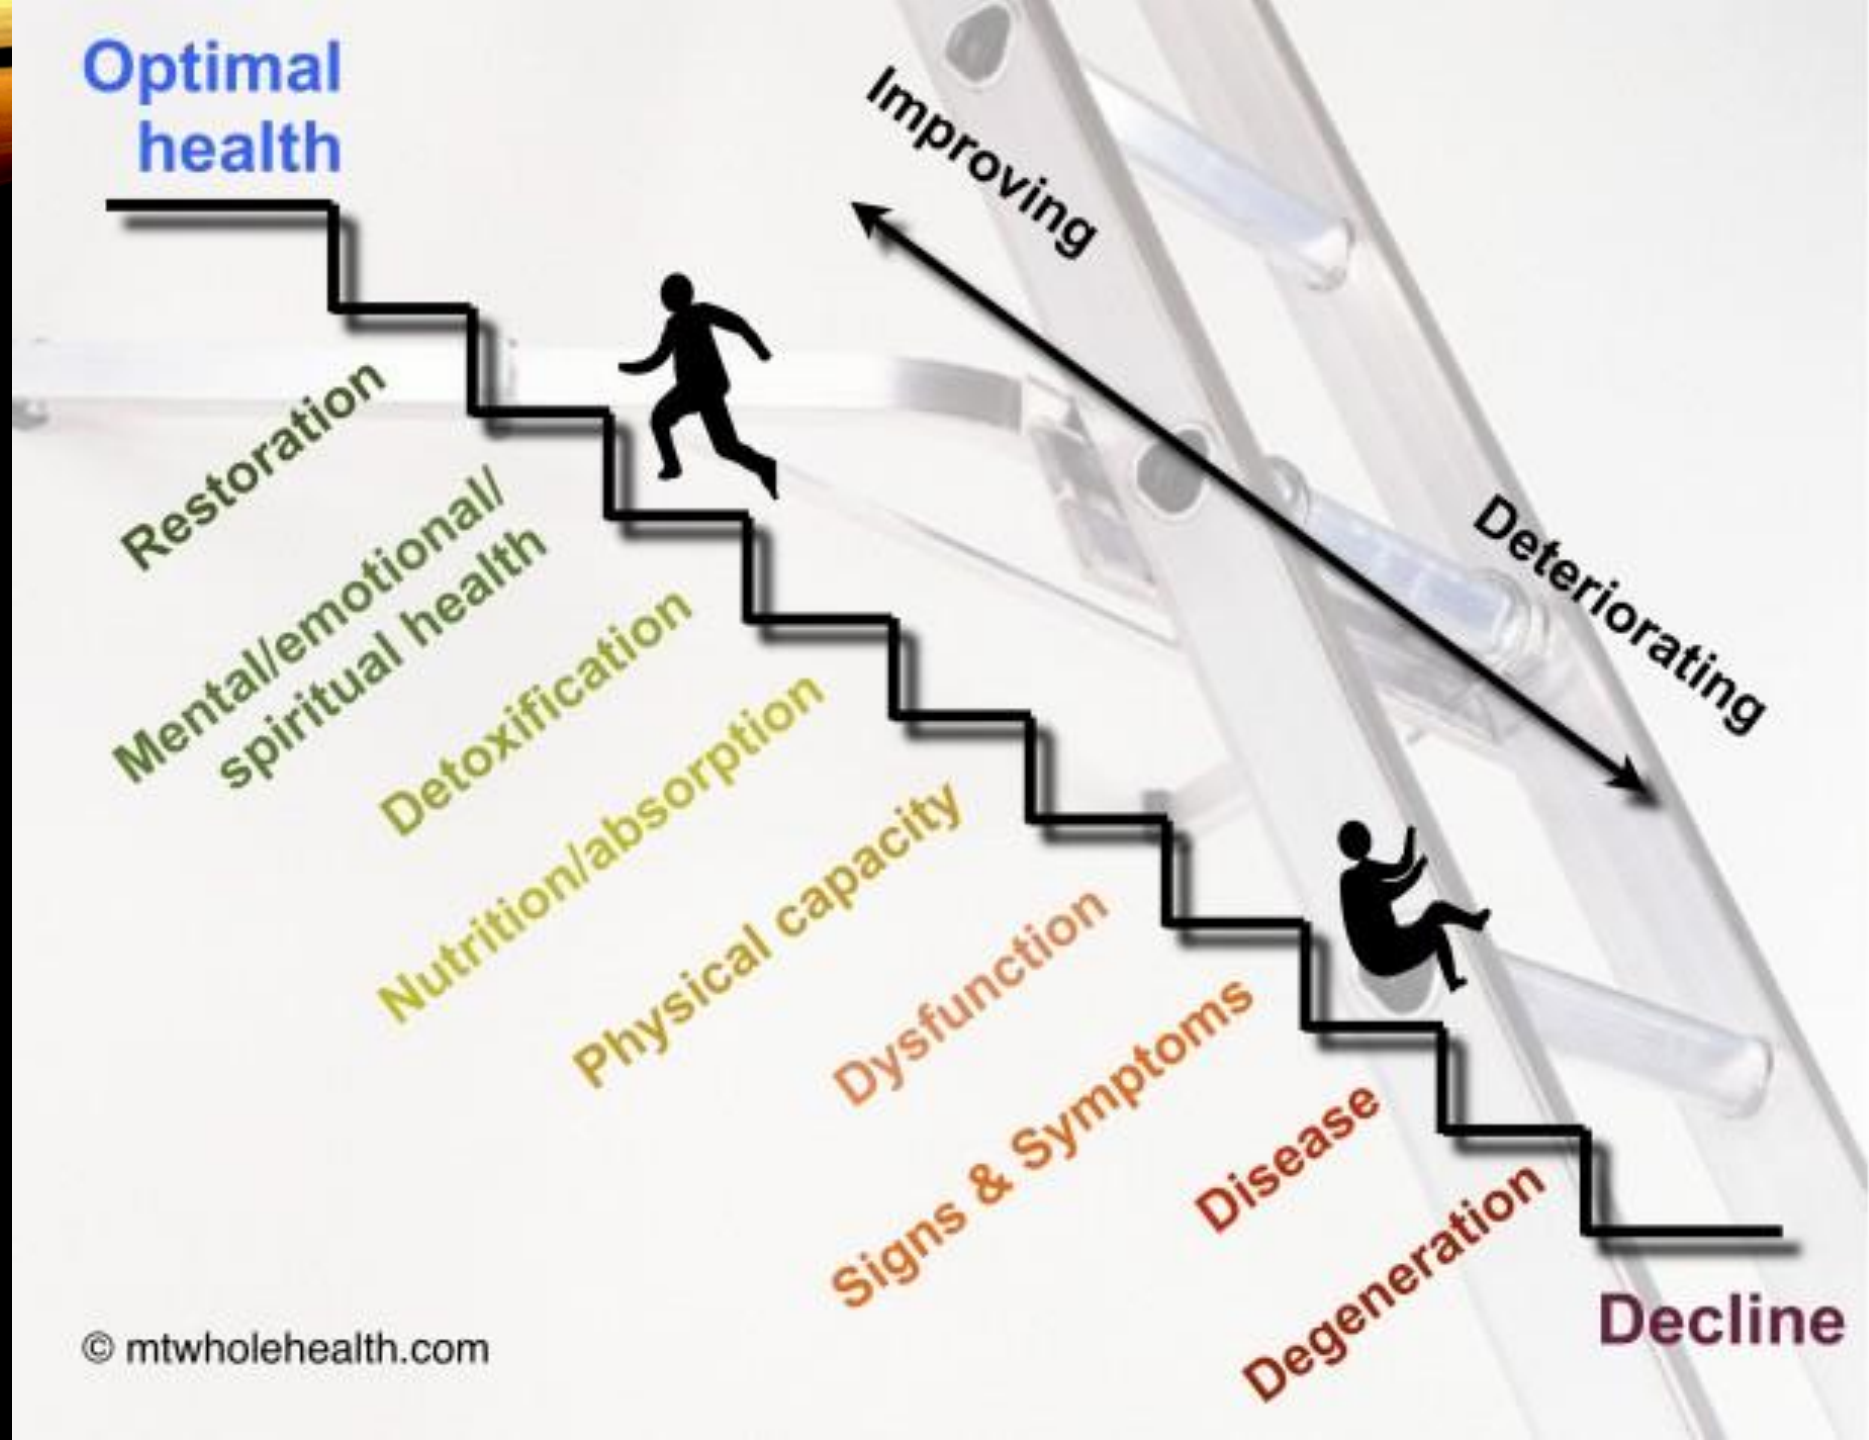 Optimal
health
Improving
Deteriorating
Restoration
Mental/emotional/
spiritual health
Detoxification
Nutrition/absorption
Physical capacity
Dysfunction
Signs & Symptoms
Disease
Degeneration
Decline
© mtwholehealth.com